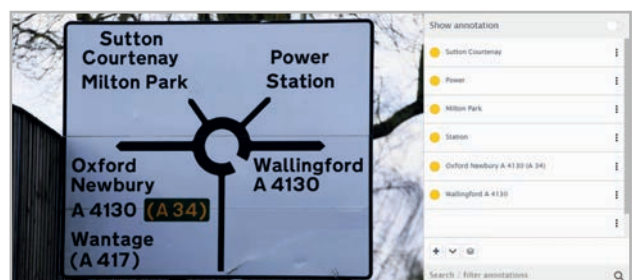 Sutton
Courtenay
Milton Park
Power
Station
Oxford
Newbury
A 4130 (A 34)
Wantage
(A 417)
Wallingford
A 4130
Show annotation
Sutton Courtenay
Power
Milton Park
Station
Oxford Newbury A 4130 (A 34)
Wallingford A 4130
Search / filter annotations